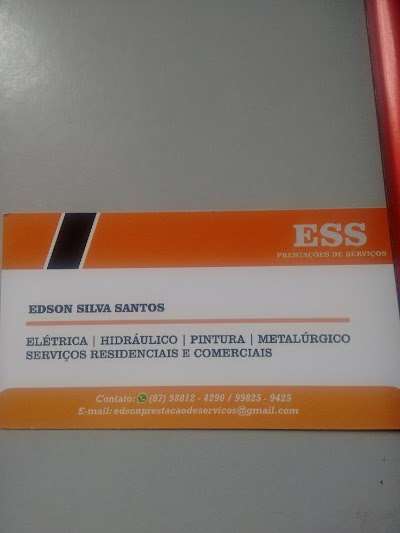 ESS
PRESTAÇÕES DE SERVIÇOS
EDSON SILVA SANTOS
ELÉTRICA | HIDRÁULICO | PINTURA | METALÚRGICO
SERVIÇOS RESIDENCIAIS E COMERCIAIS
Contato: (87) 98812 - 4290 / 99825 - 9425
E-mail: edsonprestacaodeservicos@gmail.com